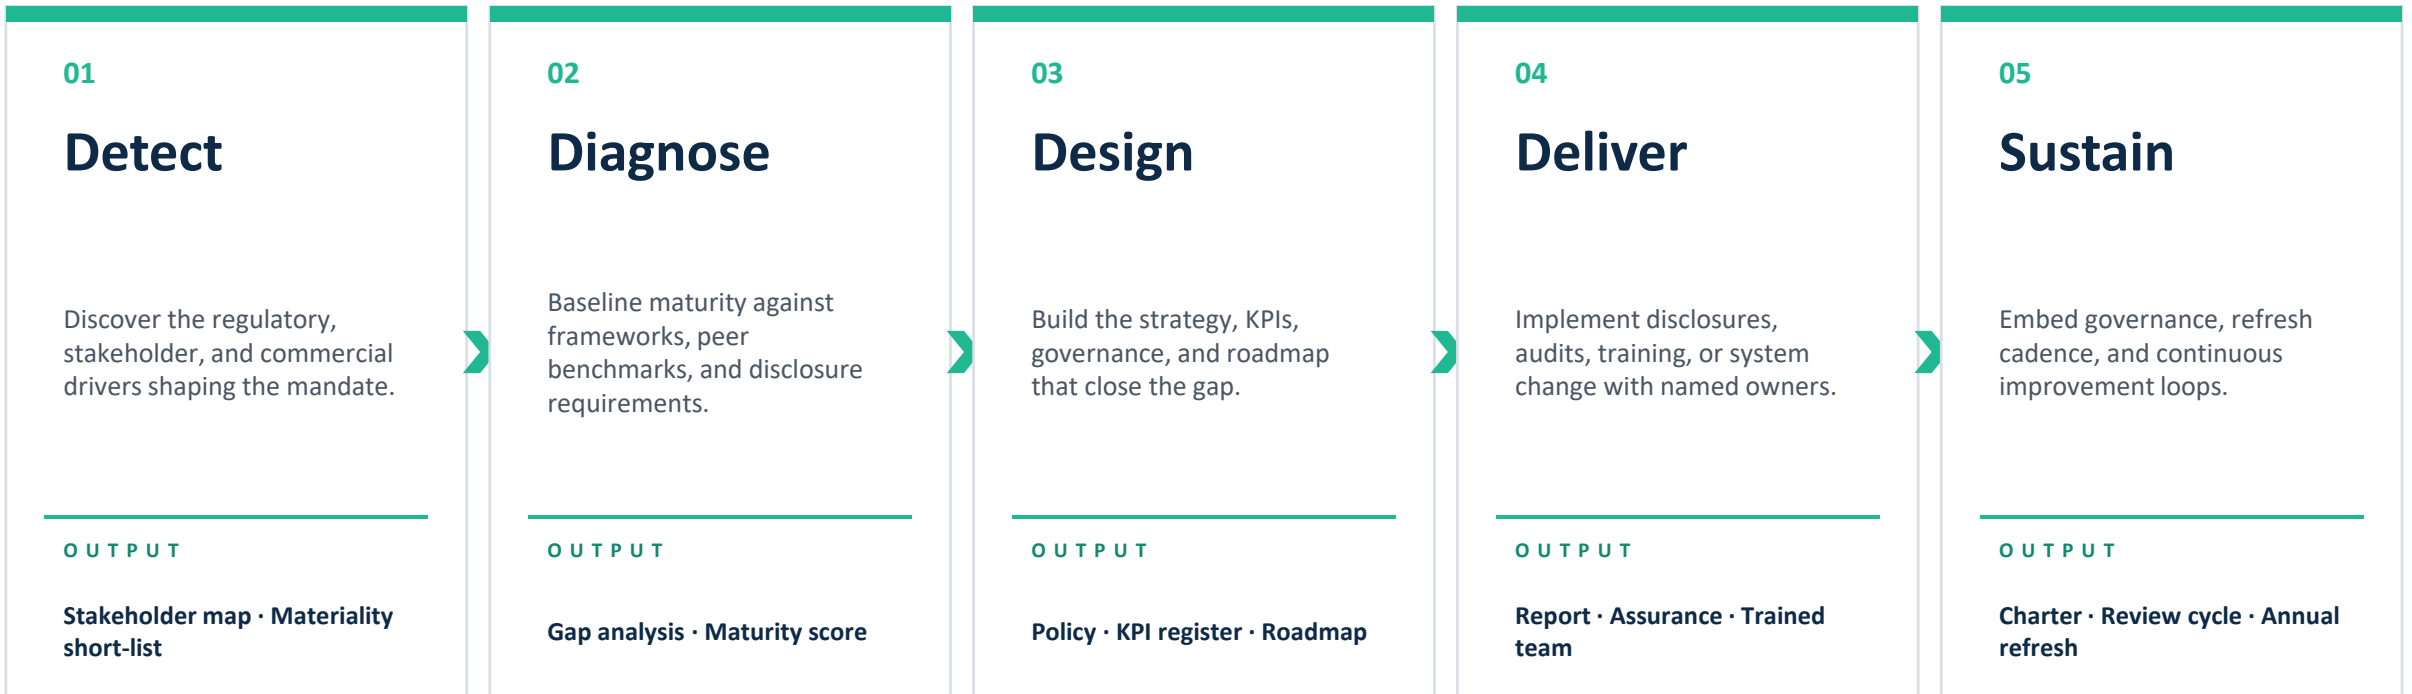 01
Detect
Discover the regulatory,
stakeholder, and commercial
drivers shaping the mandate.
OUTPUT
Stakeholder map · Materiality
short-list
02
Diagnose
Baseline maturity against
frameworks, peer
benchmarks, and disclosure
requirements.
OUTPUT
Gap analysis · Maturity score
03
Design
Build the strategy, KPIs,
governance, and roadmap
that close the gap.
OUTPUT
Policy · KPI register · Roadmap
04
Deliver
Implement disclosures,
audits, training, or system
change with named owners.
OUTPUT
Report · Assurance · Trained
team
05
Sustain
Embed governance, refresh
cadence, and continuous
improvement loops.
OUTPUT
Charter · Review cycle · Annual
refresh